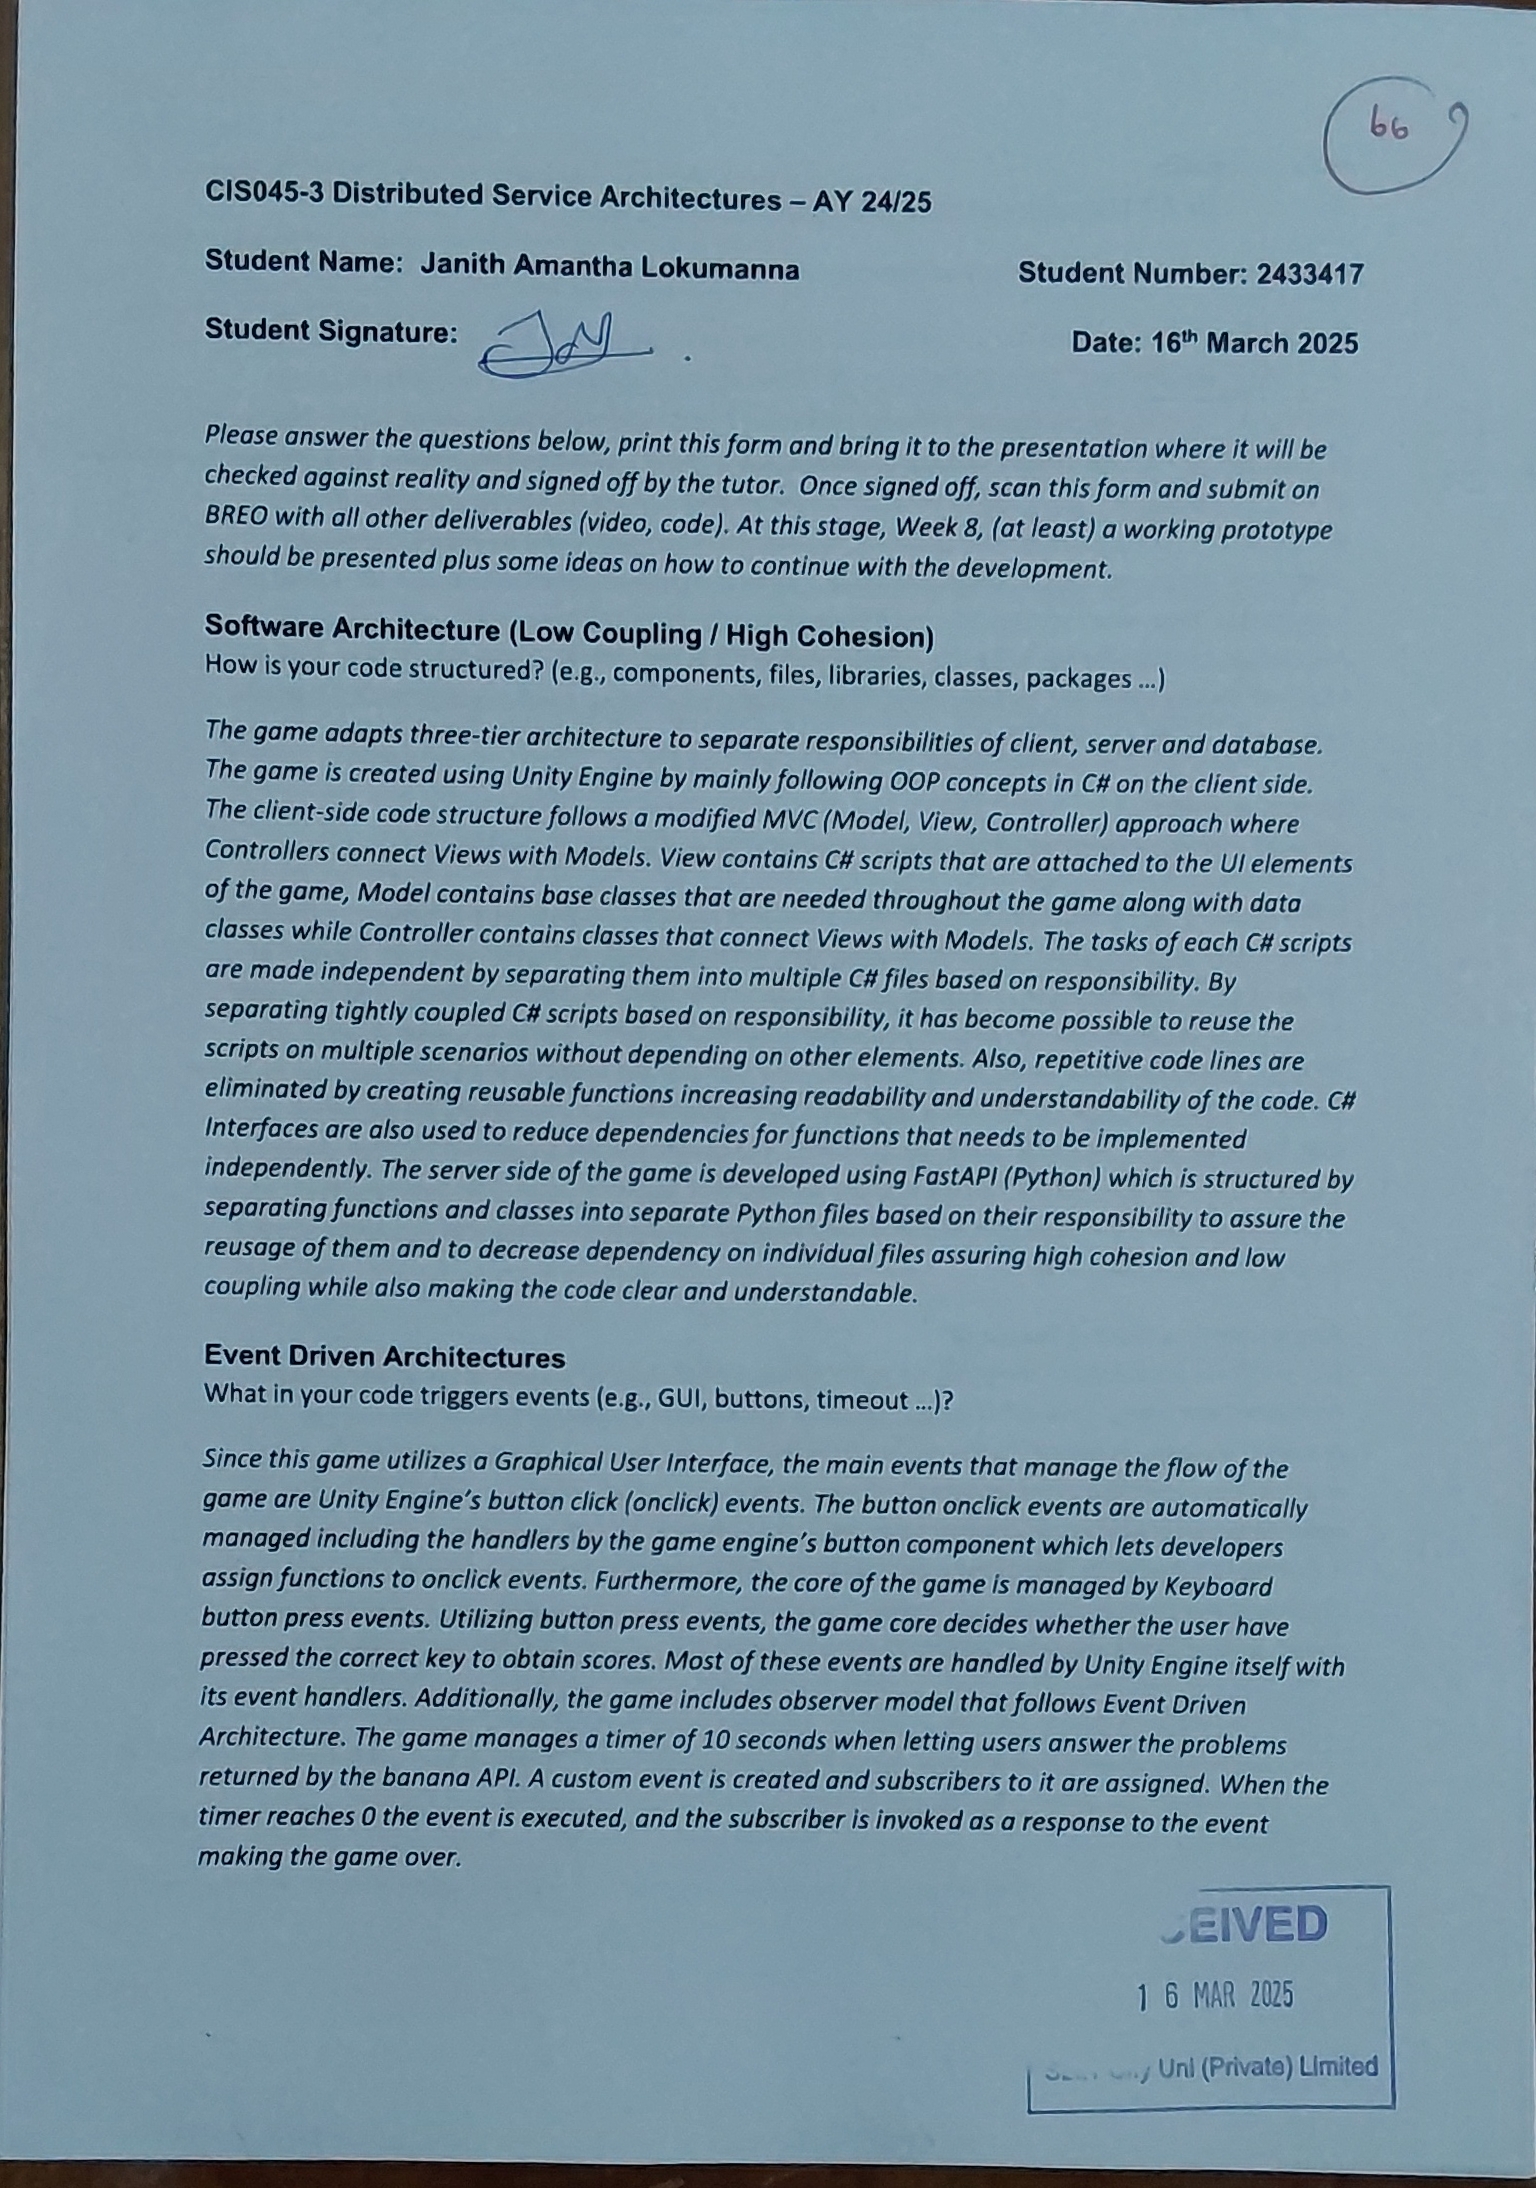 66
CIS045-3 Distributed Service Architectures – AY 24/25
Student Name: Janith Amantha Lokumanna Student Number: 2433417
Student Signature: Date: 16th March 2025
Please answer the questions below, print this form and bring it to the presentation where it will be
checked against reality and signed off by the tutor. Once signed off, scan this form and submit on
BREO with all other deliverables (video, code). At this stage, Week 8, (at least) a working prototype
should be presented plus some ideas on how to continue with the development.
Software Architecture (Low Coupling / High Cohesion)
How is your code structured? (e.g., components, files, libraries, classes, packages ...)
The game adapts three-tier architecture to separate responsibilities of client, server and database.
The game is created using Unity Engine by mainly following OOP concepts in C# on the client side.
The client-side code structure follows a modified MVC (Model, View, Controller) approach where
Controllers connect Views with Models. View contains C# scripts that are attached to the UI elements
of the game, Model contains base classes that are needed throughout the game along with data
classes while Controller contains classes that connect Views with Models. The tasks of each C# scripts
are made independent by separating them into multiple C# files based on responsibility. By
separating tightly coupled C# scripts based on responsibility, it has become possible to reuse the
scripts on multiple scenarios without depending on other elements. Also, repetitive code lines are
eliminated by creating reusable functions increasing readability and understandability of the code. C#
Interfaces are also used to reduce dependencies for functions that needs to be implemented
independently. The server side of the game is developed using FastAPI (Python) which is structured by
separating functions and classes into separate Python files based on their responsibility to assure the
reusage of them and to decrease dependency on individual files assuring high cohesion and low
coupling while also making the code clear and understandable.
Event Driven Architectures
What in your code triggers events (e.g., GUI, buttons, timeout ...)?
Since this game utilizes a Graphical User Interface, the main events that manage the flow of the
game are Unity Engine's button click (onclick) events. The button onclick events are automatically
managed including the handlers by the game engine's button component which lets developers
assign functions to onclick events. Furthermore, the core of the game is managed by Keyboard
button press events. Utilizing button press events, the game core decides whether the user have
pressed the correct key to obtain scores. Most of these events are handled by Unity Engine itself with
its event handlers. Additionally, the game includes observer model that follows Event Driven
Architecture. The game manages a timer of 10 seconds when letting users answer the problems
returned by the banana API. A custom event is created and subscribers to it are assigned. When the
timer reaches 0 the event is executed, and the subscriber is invoked as a response to the event
making the game over.
CEIVED
16 MAR 2025
Uni (Private) Limited